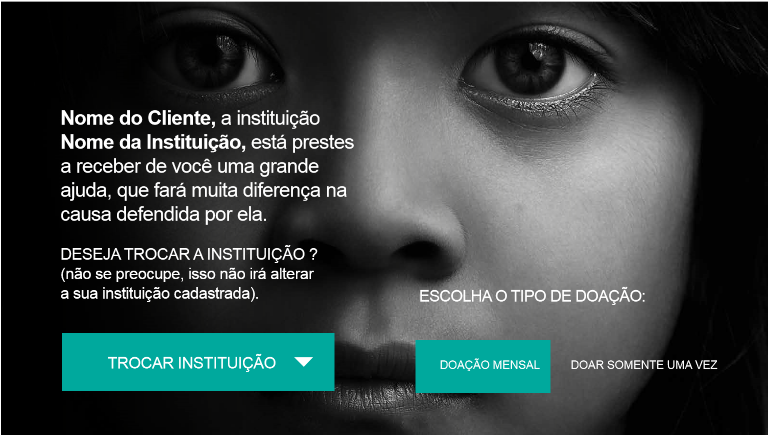 Nome do Cliente, a instituição
Nome da Instituição, está prestes
a receber de você uma grande
ajuda, que fará muita diferença na
causa defendida por ela.
DESEJA TROCAR A INSTITUIÇÃO ?
(não se preocupe, isso não irá alterar
a sua instituição cadastrada).
TROCAR INSTITUIÇÃO
ESCOLHA O TIPO DE DOAÇÃO:
DOAÇÃO MENSAL
DOAR SOMENTE UMA VEZ